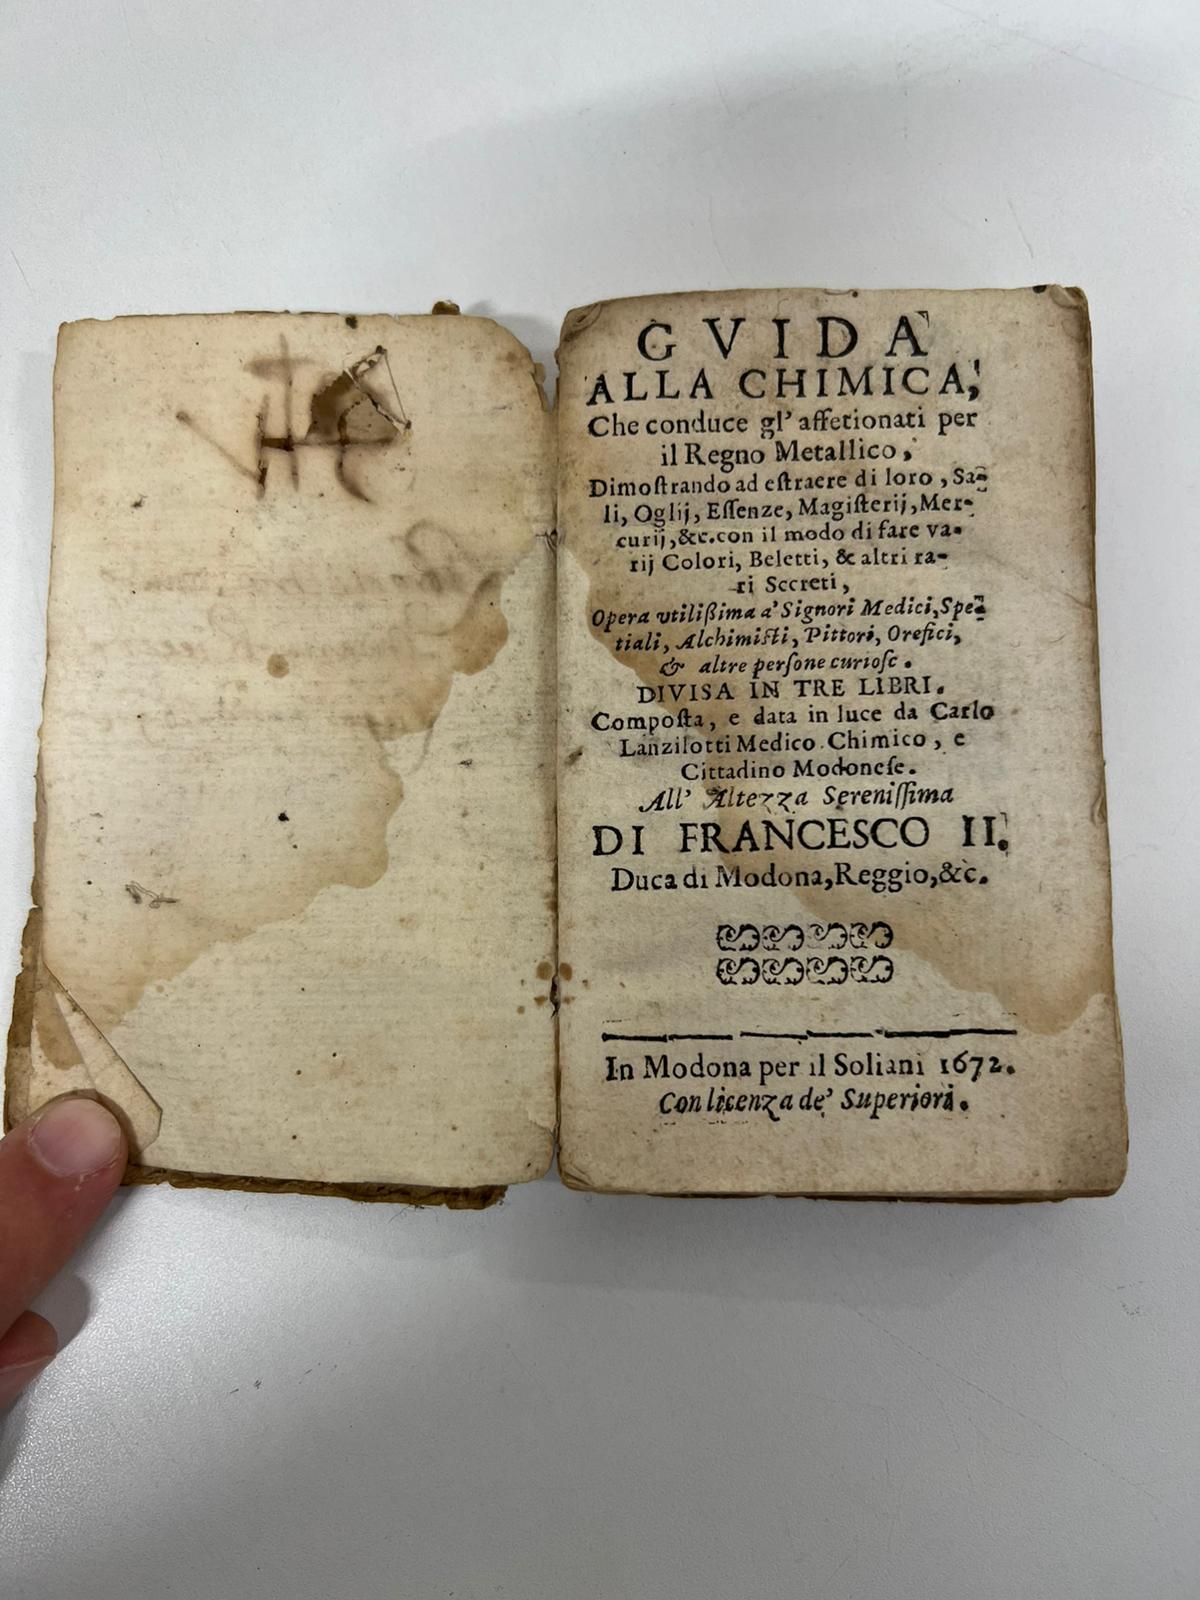 GVIDA
ALLA CHIMICA,
Che conduce gl' affetionati per
il Regno Metallico,
Dimoſtrando ad eſtraere di loro, Sa-
li, Oglij, Eſſenze, Magiſterij, Mer-
curij, &c. con il modo di fare va-
rij Colori, Beletti, & altri ra-
ri Secreti,
Opera vtilißima a' Signori Medici, Spe-
tiali, Alchimiſti, Pittori, Orefici,
& altre perſone curioſe.
DIVISA IN TRE LIBRI.
Compoſta, e data in luce da Carlo
Lanzilotti Medico Chimico, e
Cittadino Modoneſe.
All' Altezza Sereniſſima
DI FRANCESCO II.
Duca di Modona, Reggio, &c.
In Modona per il Soliani 1672.
Con licenza de' Superiori.